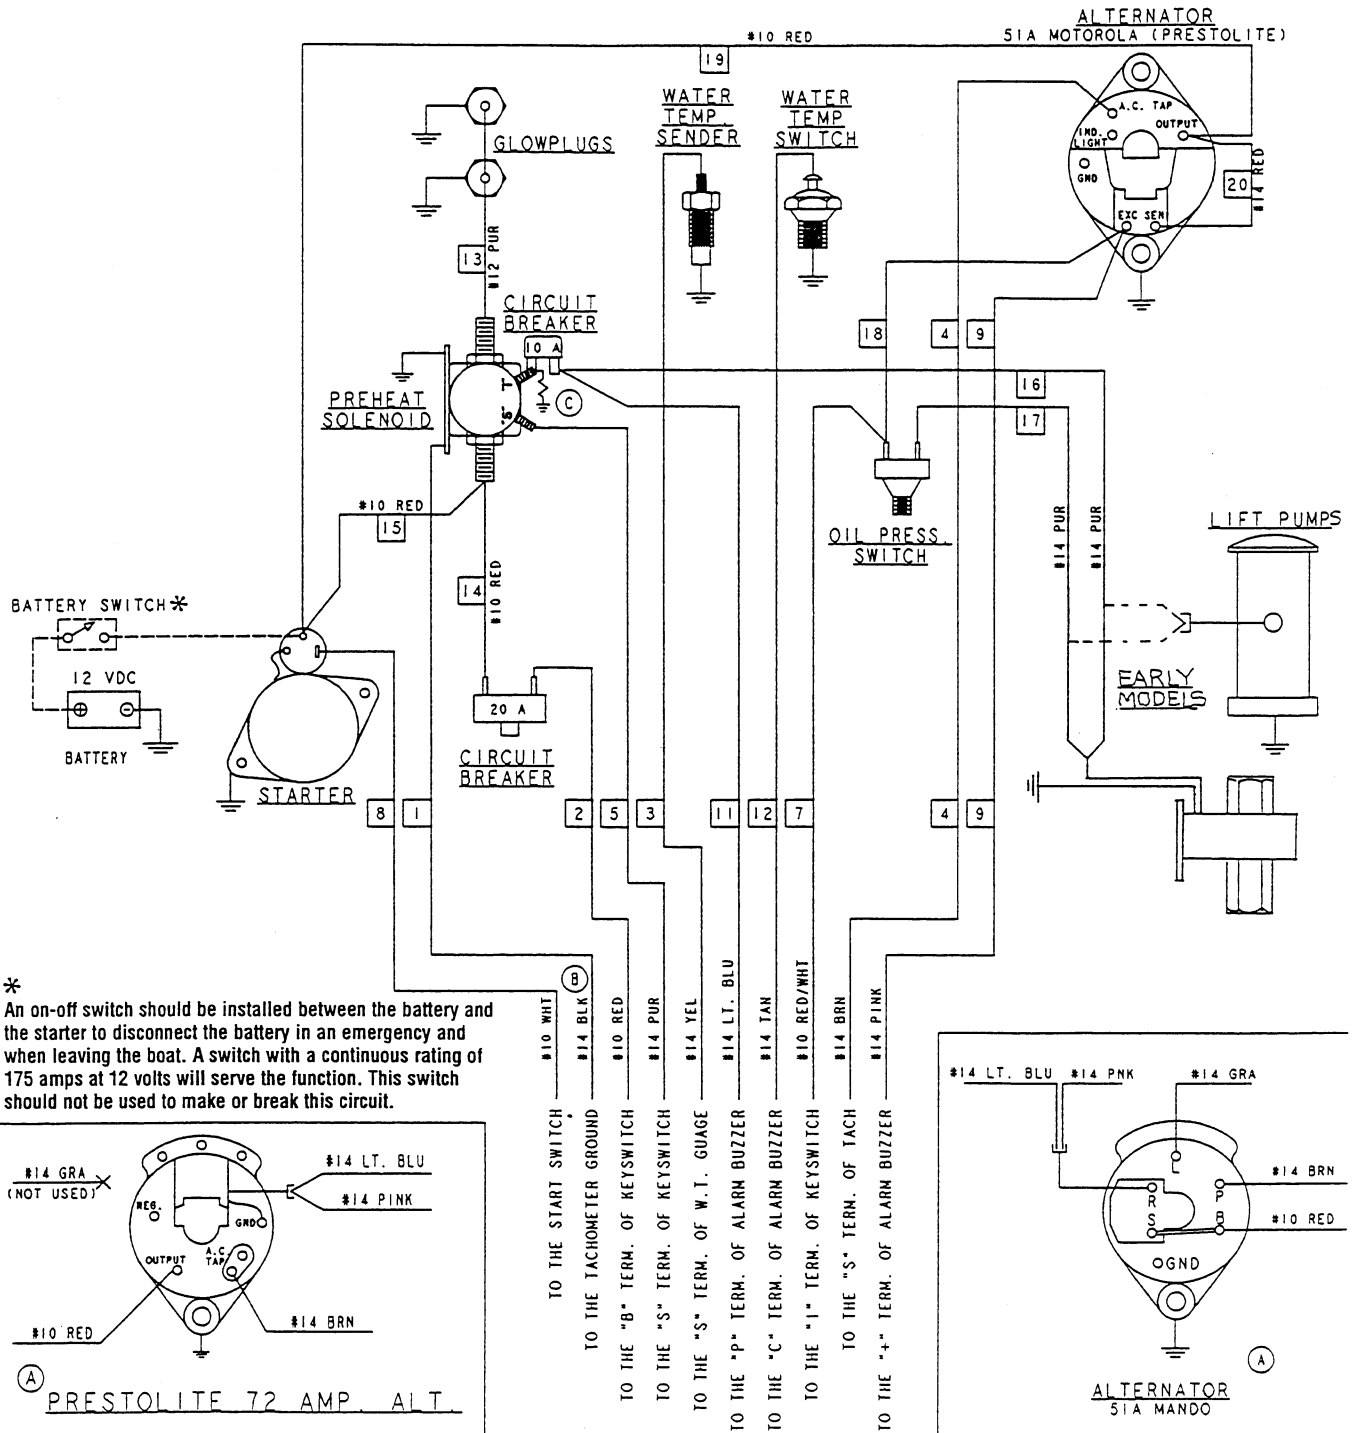 ALTERNATOR
51A MOTOROLA (PRESTOLITE)
#10 RED
19
WATER
TEMP.
SENDER
WATER
TEMP
SWITCH
A.C. TAP
OUTPUT
IND.
LIGHT
GND
EXC SEN
20
#14 RED
GLOWPLUGS
13
#12 PUR
CIRCUIT
BREAKER
10 A
T
"S"
C
PREHEAT
SOLENOID
18
4
9
16
17
#10 RED
15
14
#10 RED
OIL PRESS.
SWITCH
#14 PUR
#14 PUR
LIFT PUMPS
EARLY
MODELS
BATTERY SWITCH*
12 VDC
BATTERY
STARTER
20 A
CIRCUIT
BREAKER
8
1
2
5
3
11
12
7
4
9
*
An on-off switch should be installed between the battery and
the starter to disconnect the battery in an emergency and
when leaving the boat. A switch with a continuous rating of
175 amps at 12 volts will serve the function. This switch
should not be used to make or break this circuit.
B
#10 WHT
#14 BLK
#10 RED
#14 PUR
#14 YEL
#14 LT. BLU
#14 TAN
#10 RED/WHT
#14 BRN
#14 PINK
TO THE START SWITCH
TO THE TACHOMETER GROUND
TO THE "B" TERM. OF KEYSWITCH
TO THE "S" TERM. OF KEYSWITCH
TO THE "S" TERM. OF W.T. GUAGE
TO THE "P" TERM. OF ALARM BUZZER
TO THE "C" TERM. OF ALARM BUZZER
TO THE "I" TERM. OF KEYSWITCH
TO THE "S" TERM. OF TACH
TO THE "+" TERM. OF ALARM BUZZER
#14 GRA
(NOT USED)
#14 LT. BLU
#14 PINK
REG.
GND
OUTPUT
A.C.
TAP
#10 RED
#14 BRN
A
PRESTOLITE 72 AMP. ALT.
#14 LT. BLU
#14 PNK
#14 GRA
L
#14 BRN
R
P
S
B
#10 RED
GND
A
ALTERNATOR
51A MANDO